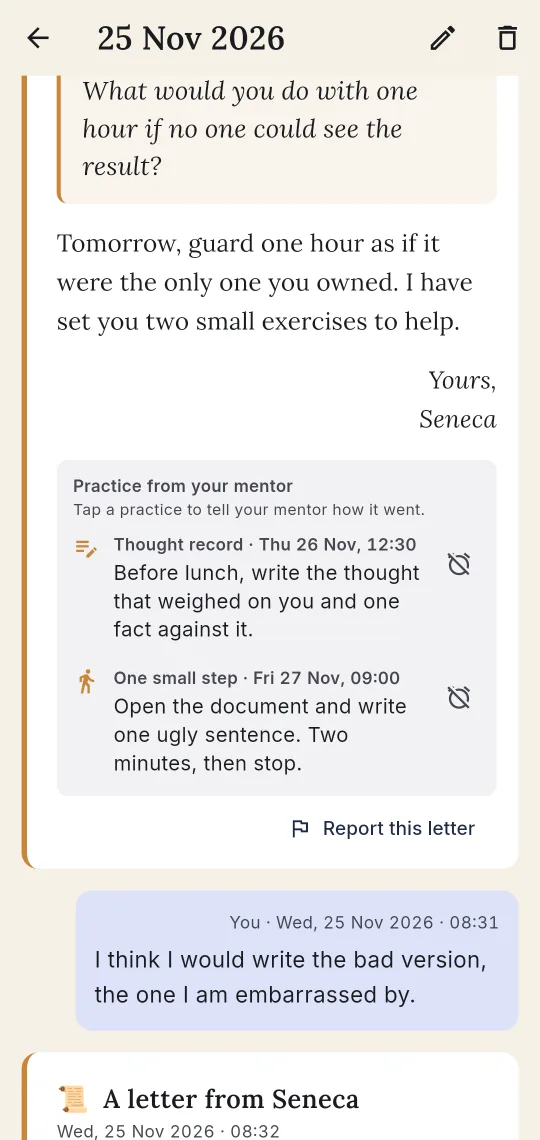 25 Nov 2026
What would you do with one
hour if no one could see the
result?
Tomorrow, guard one hour as if it
were the only one you owned. I have
set you two small exercises to help.
Yours,
Seneca
Practice from your mentor
Tap a practice to tell your mentor how it went.
Thought record · Thu 26 Nov, 12:30
Before lunch, write the thought
that weighed on you and one
fact against it.
One small step · Fri 27 Nov, 09:00
Open the document and write
one ugly sentence. Two
minutes, then stop.
Report this letter
You · Wed, 25 Nov 2026 · 08:31
I think I would write the bad version,
the one I am embarrassed by.
A letter from Seneca
Wed, 25 Nov 2026 · 08:32